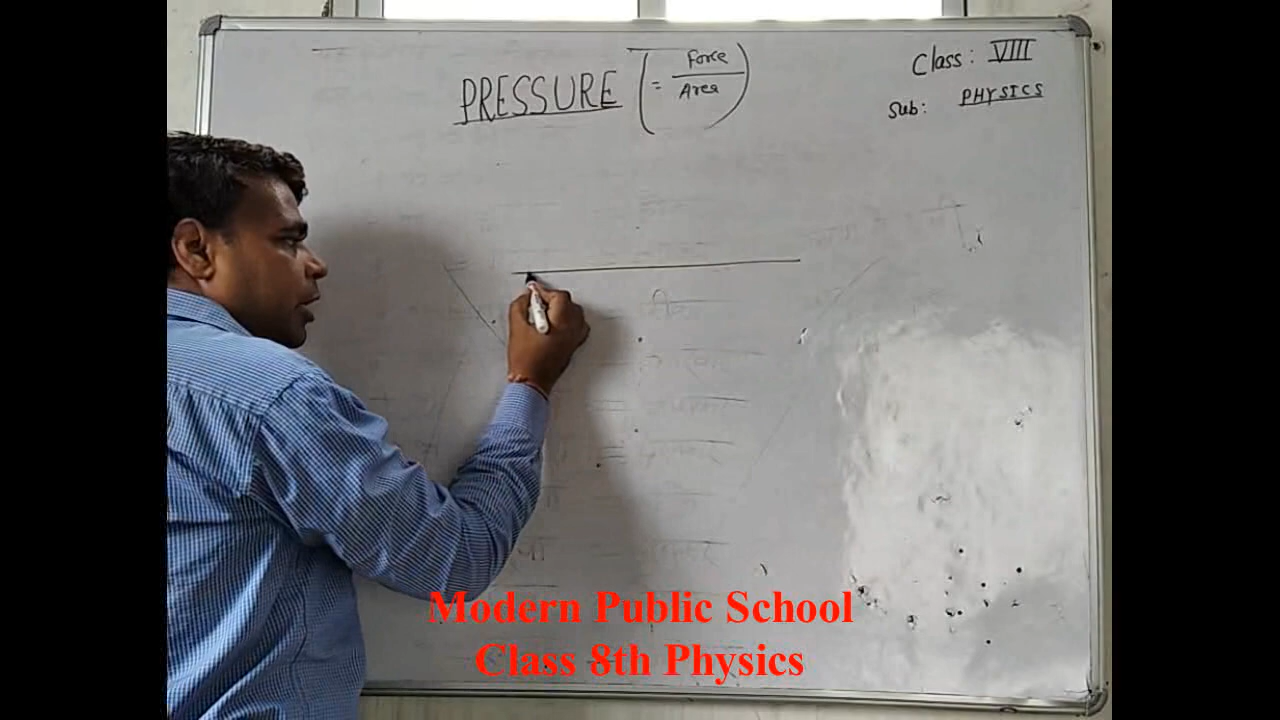 PRESSURE (= Force / Area)
Class: VIII
Sub: PHYSICS
Modern Public School
Class 8th Physics